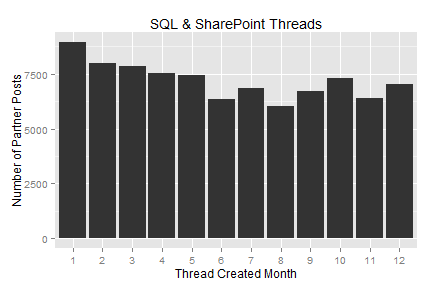 SQL & SharePoint Threads
Number of Partner Posts
7500
5000
2500
0
1 2 3 4 5 6 7 8 9 10 11 12
Thread Created Month